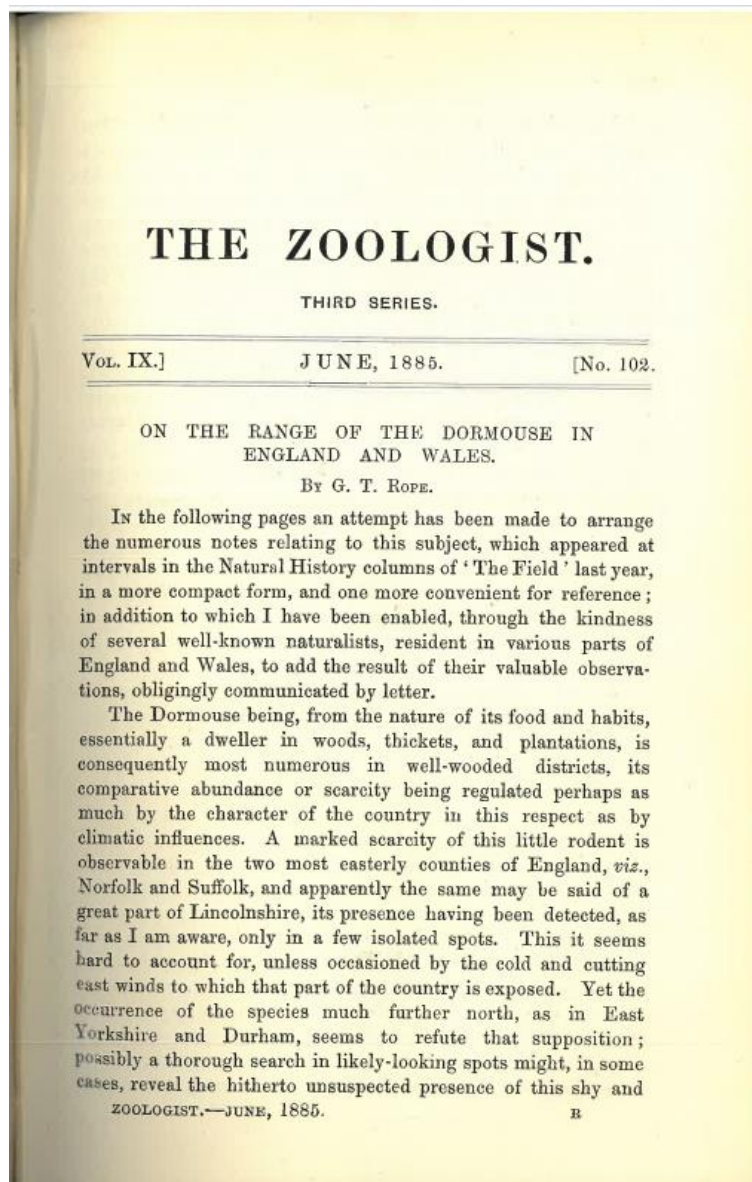 THE ZOOLOGIST.
THIRD SERIES.
VOL. IX.] JUNE, 1885. [No. 102.
ON THE RANGE OF THE DORMOUSE IN
ENGLAND AND WALES.
BY G. T. ROPE.
IN the following pages an attempt has been made to arrange
the numerous notes relating to this subject, which appeared at
intervals in the Natural History columns of ‘ The Field ’ last year,
in a more compact form, and one more convenient for reference ;
in addition to which I have been enabled, through the kindness
of several well-known naturalists, resident in various parts of
England and Wales, to add the result of their valuable observa-
tions, obligingly communicated by letter.
The Dormouse being, from the nature of its food and habits,
essentially a dweller in woods, thickets, and plantations, is
consequently most numerous in well-wooded districts, its
comparative abundance or scarcity being regulated perhaps as
much by the character of the country in this respect as by
climatic influences. A marked scarcity of this little rodent is
observable in the two most easterly counties of England, viz.,
Norfolk and Suffolk, and apparently the same may be said of a
great part of Lincolnshire, its presence having been detected, as
far as I am aware, only in a few isolated spots. This it seems
hard to account for, unless occasioned by the cold and cutting
east winds to which that part of the country is exposed. Yet the
occurrence of the species much further north, as in East
Yorkshire and Durham, seems to refute that supposition ;
possibly a thorough search in likely-looking spots might, in some
cases, reveal the hitherto unsuspected presence of this shy and
ZOOLOGIST.—JUNE, 1885. R